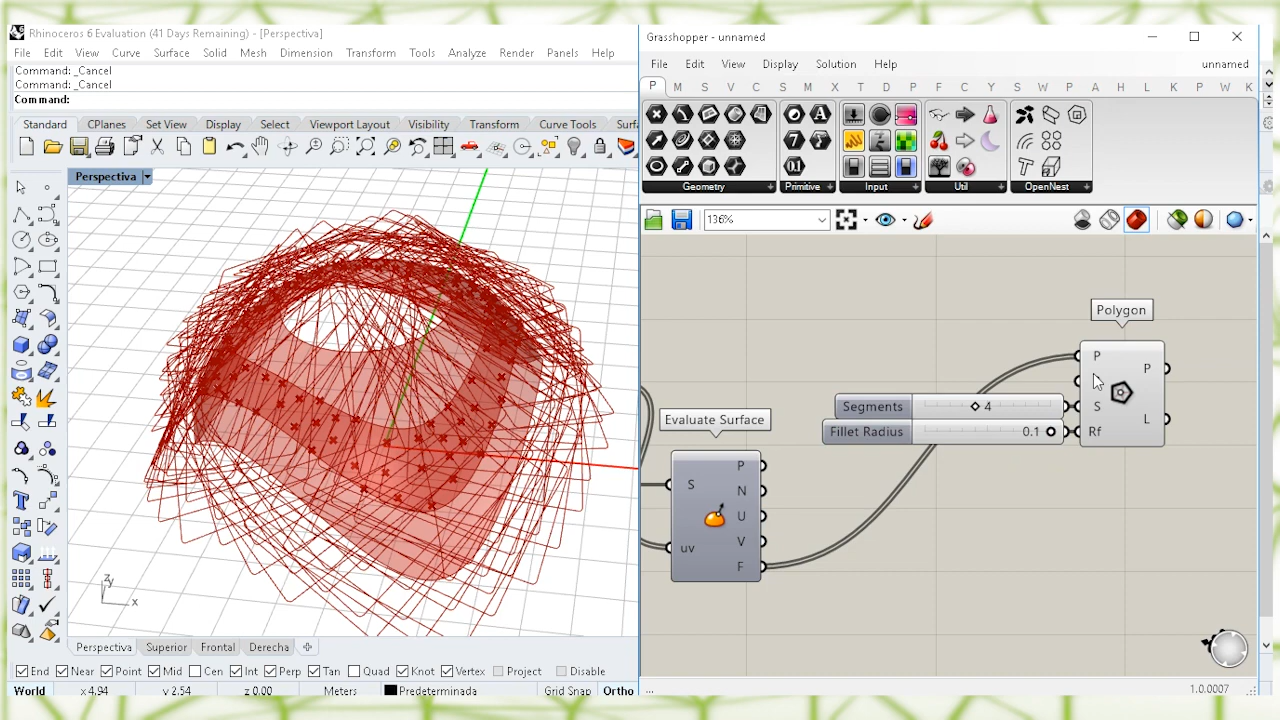 Rhinoceros 6 Evaluation (41 Days Remaining) - [Perspectiva]
File Edit View Curve Surface Solid Mesh Dimension Transform Tools Analyze Render Panels Help
Command: _Cancel
Command: _Cancel
Command:
Standard CPlanes Set View Display Select Viewport Layout Visibility Transform Curve Tools Surf
Perspectiva
z y x
Perspectiva Superior Frontal Derecha
End Near Point Mid Cen Int Perp Tan Quad Knot Vertex Project Disable
World x 4.94 y 2.54 z 0.00 Meters Predeterminada Grid Snap Ortho
Grasshopper - unnamed
File Edit View Display Solution Help unnamed
P M S V C S M X T D P F C Y S W P A H L K P W K
Geometry Primitive Input Util OpenNest
136%
Polygon
P
S
Rf
P
L
Segments 4
Fillet Radius 0.1
Evaluate Surface
S
uv
P
N
U
V
F
...
1.0.0007